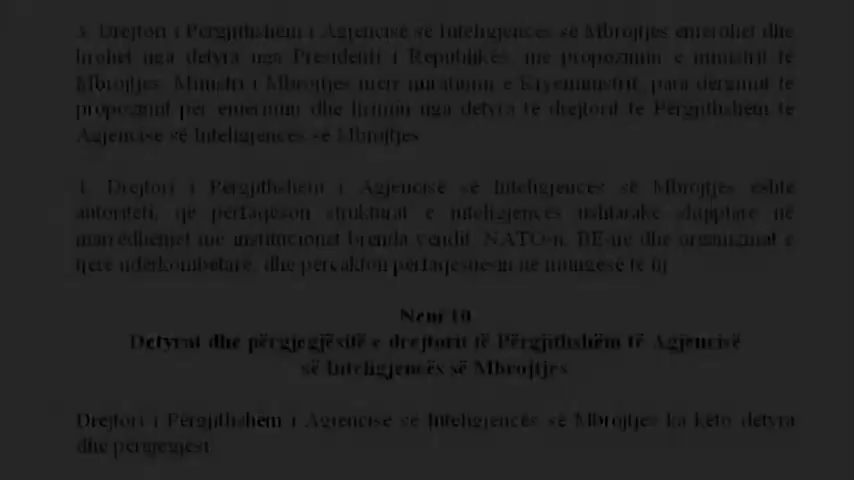 3. Drejtori i Përgjithshëm i Agjencisë së Inteligjencës së Mbrojtjes emërohet dhe
lirohet nga detyra nga Presidenti i Republikës, me propozimin e ministrit të
Mbrojtjes. Ministri i Mbrojtjes merr miratimin e Kryeministrit, para dërgimit të
propozimit për emërimin dhe lirimin nga detyra të drejtorit të Përgjithshëm të
Agjencisë së Inteligjencës së Mbrojtjes.
4. Drejtori i Përgjithshëm i Agjencisë së Inteligjencës së Mbrojtjes është
autoriteti, që përfaqëson strukturat e inteligjencës ushtarake shqiptare në
marrëdhëniet me institucionet brenda vendit, NATO-n, BE-në dhe organizmat e
tjerë ndërkombëtarë, dhe përcakton përfaqësuesin në mungesë të tij.
Neni 10
Detyrat dhe përgjegjësitë e drejtorit të Përgjithshëm të Agjencisë
së Inteligjencës së Mbrojtjes
Drejtori i Përgjithshëm i Agjencisë së Inteligjencës së Mbrojtjes ka këto detyra
dhe përgjegjësi: